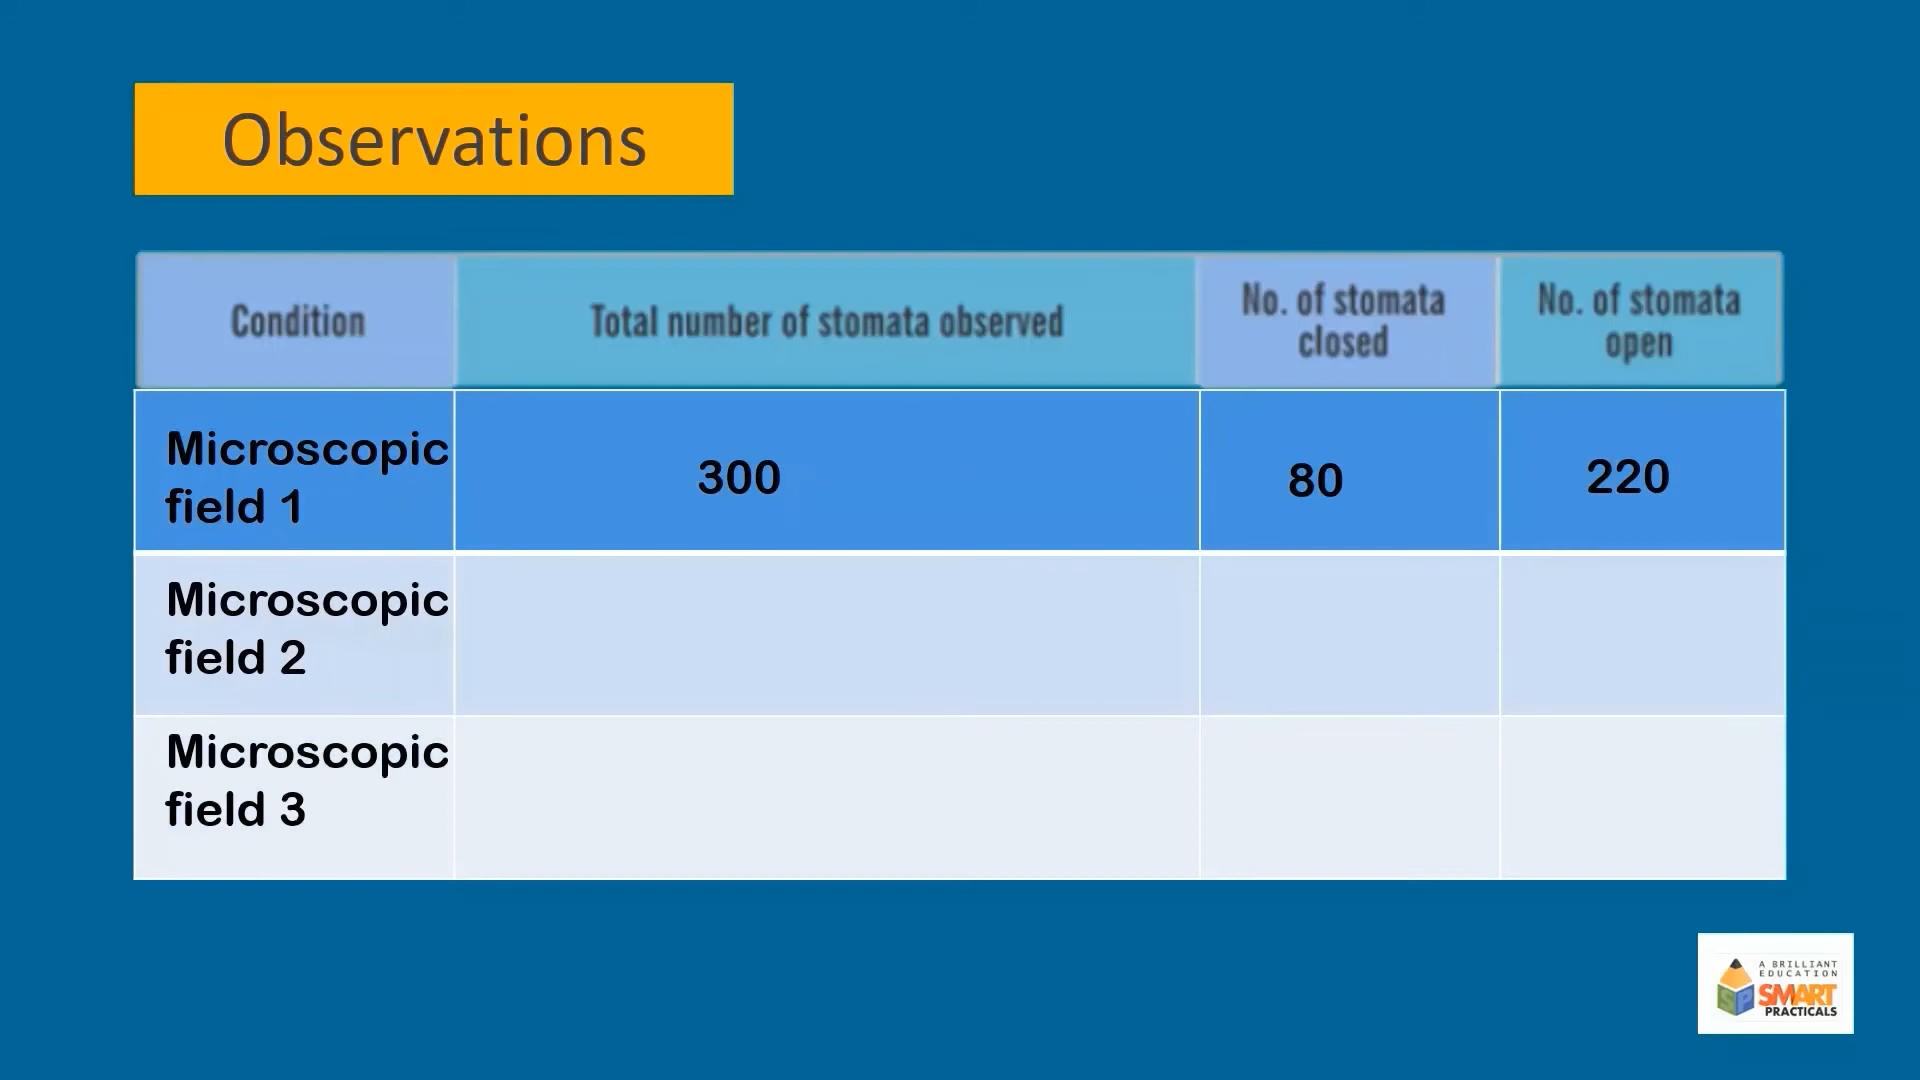 Observations
Condition
Total number of stomata observed
No. of stomata
closed
No. of stomata
open
Microscopic
field 1
300
80
220
Microscopic
field 2
Microscopic
field 3
A BRILLIANT
EDUCATION
SP
SMART
PRACTICALS